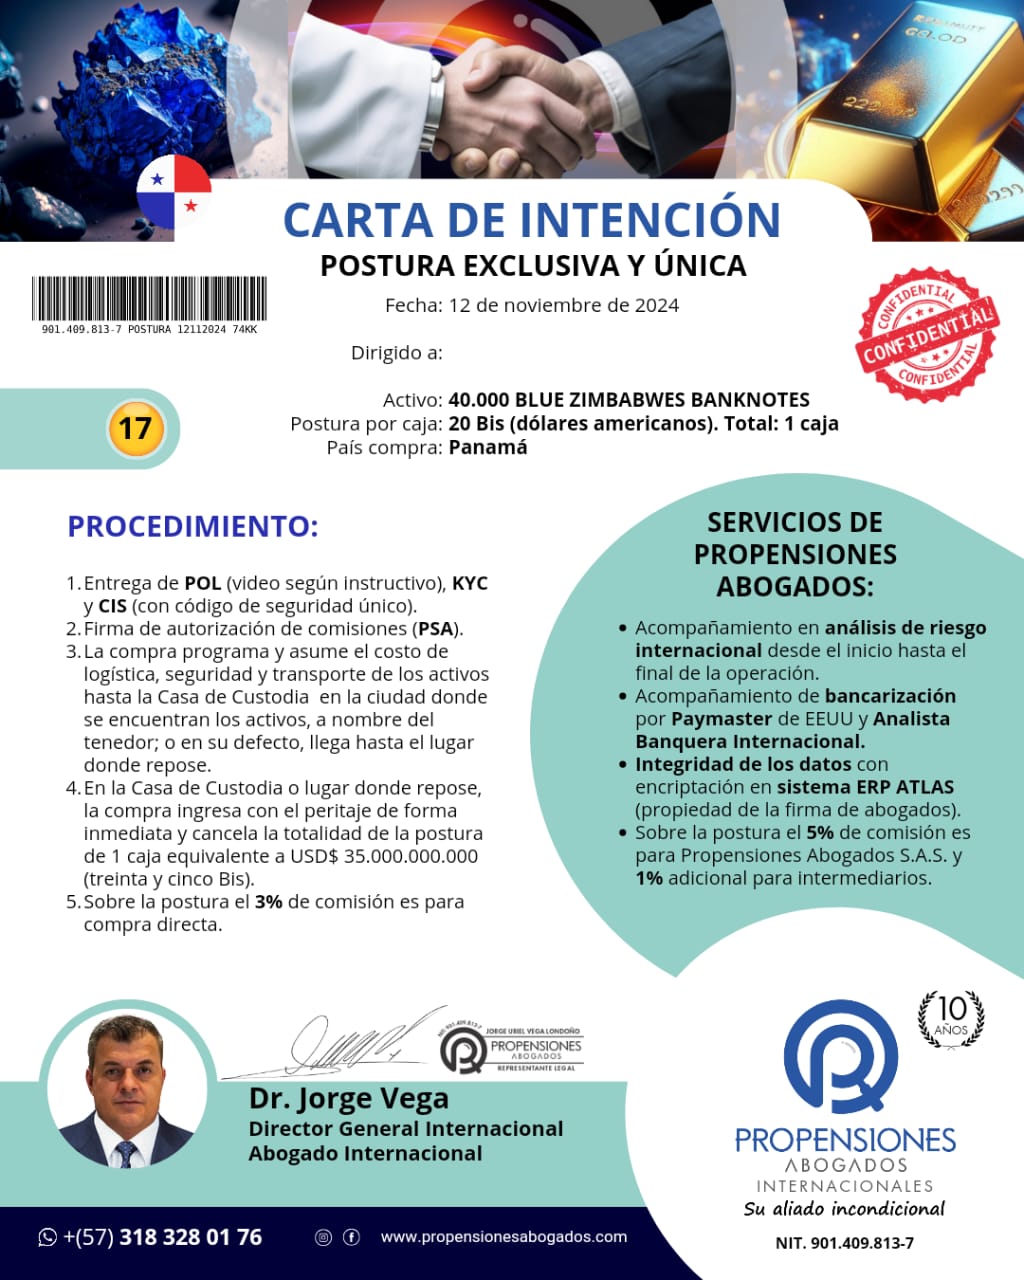 CARTA DE INTENCIÓN
POSTURA EXCLUSIVA Y ÚNICA
Fecha: 12 de noviembre de 2024
901.409.813-7 POSTURA 12112024 74KK
CONFIDENTIAL
CONFIDENTIAL
CONFIDENTIAL
Dirigido a:
Activo: 40.000 BLUE ZIMBABWES BANKNOTES
Postura por caja: 20 Bis (dólares americanos). Total: 1 caja
País compra: Panamá
17
PROCEDIMIENTO:
1. Entrega de POL (video según instructivo), KYC
y CIS (con código de seguridad único).
2. Firma de autorización de comisiones (PSA).
3. La compra programa y asume el costo de
logística, seguridad y transporte de los activos
hasta la Casa de Custodia en la ciudad donde
se encuentran los activos, a nombre del
tenedor; o en su defecto, llega hasta el lugar
donde repose.
4. En la Casa de Custodia o lugar donde repose,
la compra ingresa con el peritaje de forma
inmediata y cancela la totalidad de la postura
de 1 caja equivalente a USD$ 35.000.000.000
(treinta y cinco Bis).
5. Sobre la postura el 3% de comisión es para
compra directa.
SERVICIOS DE
PROPENSIONES
ABOGADOS:
• Acompañamiento en análisis de riesgo
internacional desde el inicio hasta el
final de la operación.
• Acompañamiento de bancarización
por Paymaster de EEUU y Analista
Banquera Internacional.
• Integridad de los datos con
encriptación en sistema ERP ATLAS
(propiedad de la firma de abogados).
• Sobre la postura el 5% de comisión es
para Propensiones Abogados S.A.S. y
1% adicional para intermediarios.
NIT. 901.409.813-7
JORGE URIEL VEGA LONDOÑO
PROPENSIONES
ABOGADOS
REPRESENTANTE LEGAL
Dr. Jorge Vega
Director General Internacional
Abogado Internacional
10
AÑOS
PROPENSIONES
ABOGADOS
INTERNACIONALES
Su aliado incondicional
NIT. 901.409.813-7
+(57) 318 328 01 76
www.propensionesabogados.com